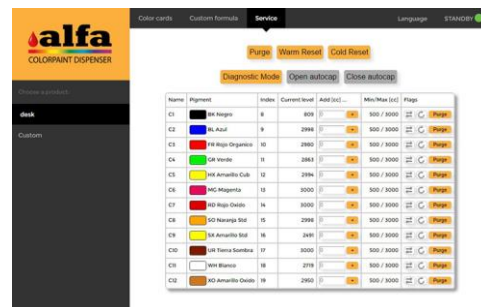 Color cards Custom formula Service Language STANDBY
alfa
COLORPAINT DISPENSER
Purge Warm Reset Cold Reset
Diagnostic Mode Open autocap Close autocap
Choose a product:
desk
Custom
Name Pigment Index Current level Add [cc] ... Min/Max [cc] Flags
C1 BK Negro 8 809 500 / 3000 Purge
C2 BL Azul 9 2998 500 / 3000 Purge
C3 FR Rojo Organico 10 2980 500 / 3000 Purge
C4 GR Verde 11 2863 500 / 3000 Purge
C5 HX Amarillo Cub 12 2994 500 / 3000 Purge
C6 MG Magenta 13 3000 500 / 3000 Purge
C7 RD Rojo Oxido 14 3000 500 / 3000 Purge
C8 SO Naranja Std 15 2998 500 / 3000 Purge
C9 SX Amarillo Std 16 2491 500 / 3000 Purge
C10 UR Tierra Sombra 17 3000 500 / 3000 Purge
C11 WH Blanco 18 2719 500 / 3000 Purge
C12 XO Amarillo Oxido 19 2950 500 / 3000 Purge